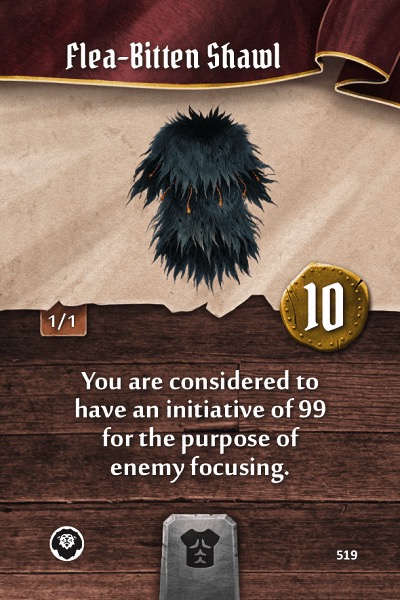 Flea-Bitten Shawl
1/1
10
You are considered to
have an initiative of 99
for the purpose of
enemy focusing.
519